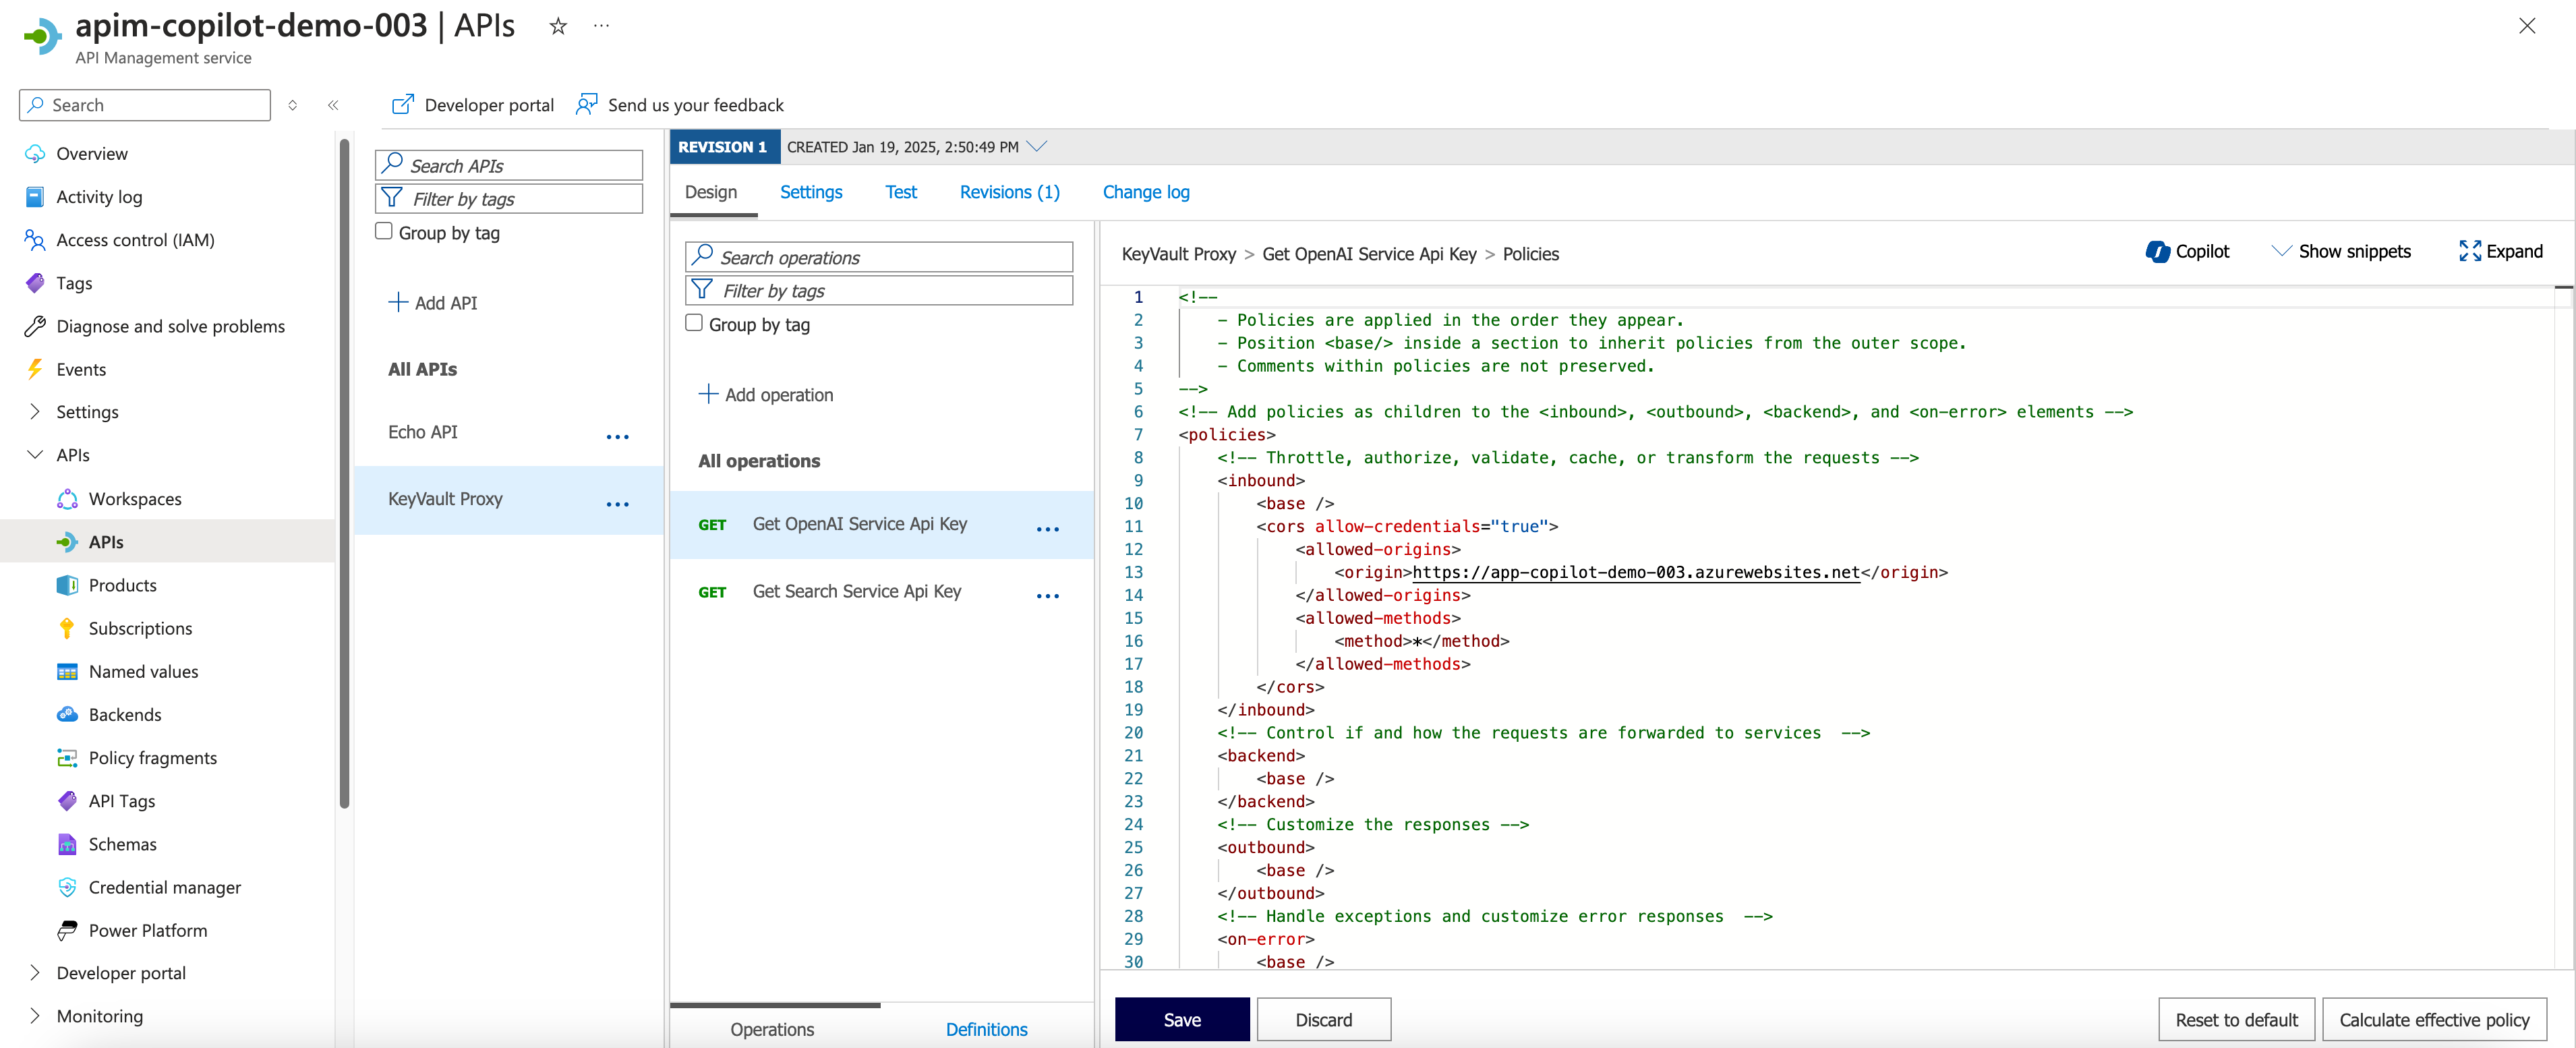 apim-copilot-demo-003 | APIs
API Management service
Search
Developer portal
Send us your feedback
Overview
Activity log
Access control (IAM)
Tags
Diagnose and solve problems
Events
Settings
APIs
Workspaces
APIs
Products
Subscriptions
Named values
Backends
Policy fragments
API Tags
Schemas
Credential manager
Power Platform
Developer portal
Monitoring
Search APIs
Filter by tags
Group by tag
Add API
All APIs
Echo API
KeyVault Proxy
REVISION 1 CREATED Jan 19, 2025, 2:50:49 PM
Design Settings Test Revisions (1) Change log
Search operations
Filter by tags
Group by tag
Add operation
All operations
GET Get OpenAI Service Api Key
GET Get Search Service Api Key
Operations Definitions
KeyVault Proxy > Get OpenAI Service Api Key > Policies
Copilot Show snippets Expand
1 <!--
2 - Policies are applied in the order they appear.
3 - Position <base/> inside a section to inherit policies from the outer scope.
4 - Comments within policies are not preserved.
5 -->
6 <!-- Add policies as children to the <inbound>, <outbound>, <backend>, and <on-error> elements -->
7 <policies>
8 <!-- Throttle, authorize, validate, cache, or transform the requests -->
9 <inbound>
10 <base />
11 <cors allow-credentials="true">
12 <allowed-origins>
13 <origin>https://app-copilot-demo-003.azurewebsites.net</origin>
14 </allowed-origins>
15 <allowed-methods>
16 <method>*</method>
17 </allowed-methods>
18 </cors>
19 </inbound>
20 <!-- Control if and how the requests are forwarded to services  -->
21 <backend>
22 <base />
23 </backend>
24 <!-- Customize the responses -->
25 <outbound>
26 <base />
27 </outbound>
28 <!-- Handle exceptions and customize error responses  -->
29 <on-error>
30 <base />
Save Discard Reset to default Calculate effective policy